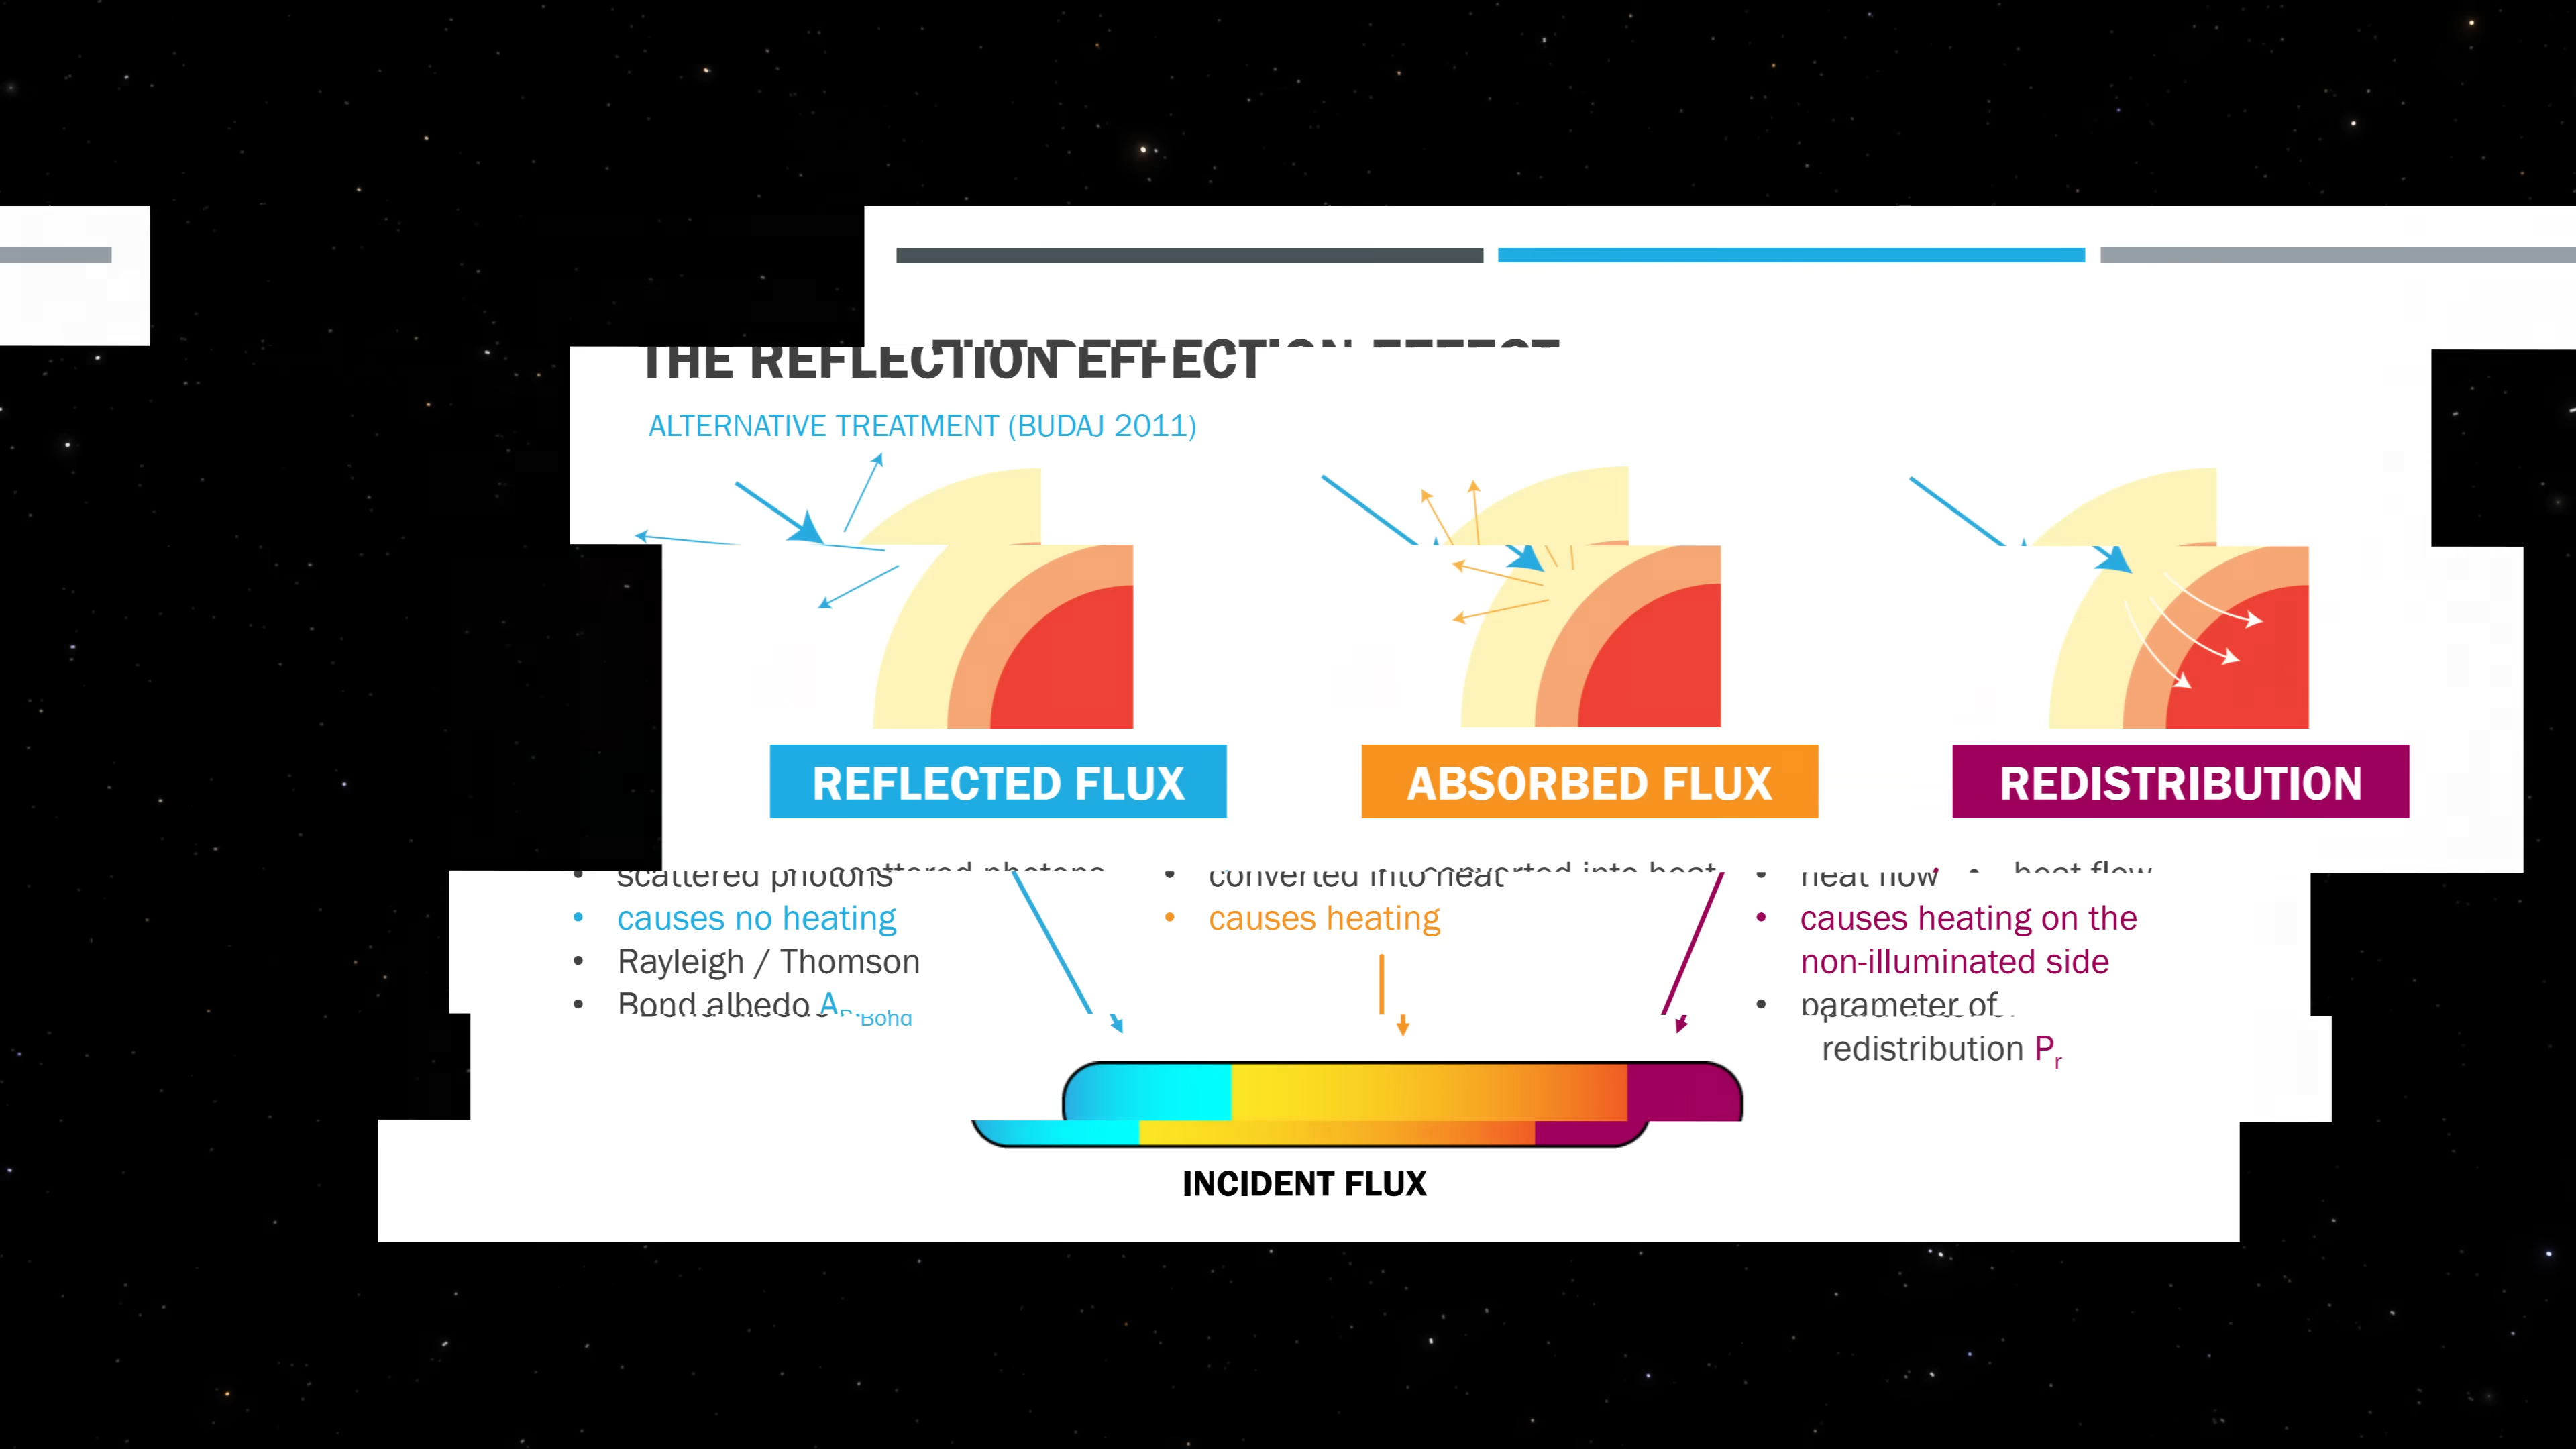 THE REFLECTION EFFECT
ALTERNATIVE TREATMENT (BUDAJ 2011)
REFLECTED FLUX
ABSORBED FLUX
REDISTRIBUTION
• scattered photons
• causes no heating
• Rayleigh / Thomson
• Bond albedo
• converted into heat
• causes heating
• heat flow
• causes heating on the
non-illuminated side
• parameter of
redistribution Pr
INCIDENT FLUX